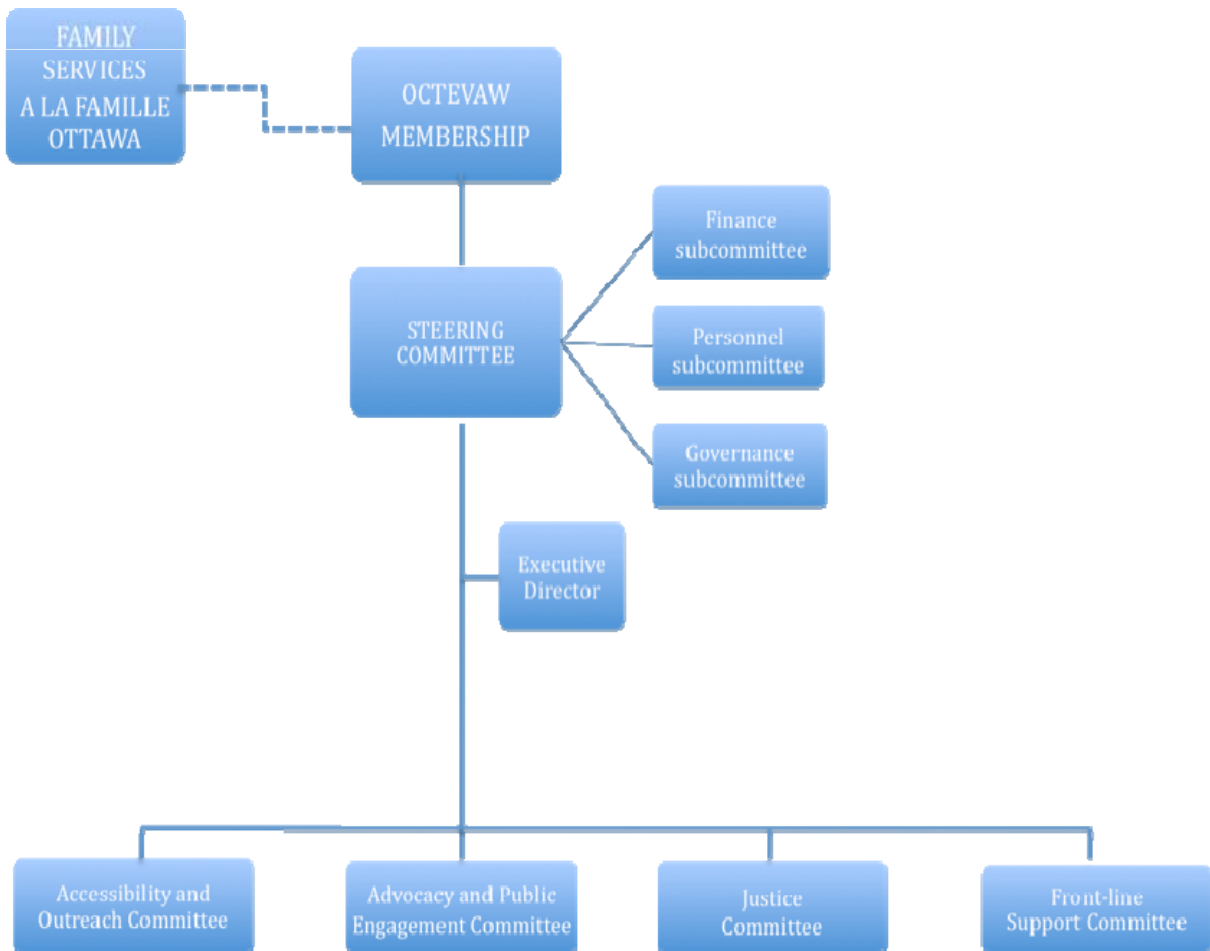 FAMILY
SERVICES
A LA FAMILLE
OTTAWA
OCTEVAW
MEMBERSHIP
Finance
subcommittee
STEERING
COMMITTEE
Personnel
subcommittee
Governance
subcommittee
Executive
Director
Accessibility and
Outreach Committee
Advocacy and Public
Engagement Committee
Justice
Committee
Front-line
Support Committee